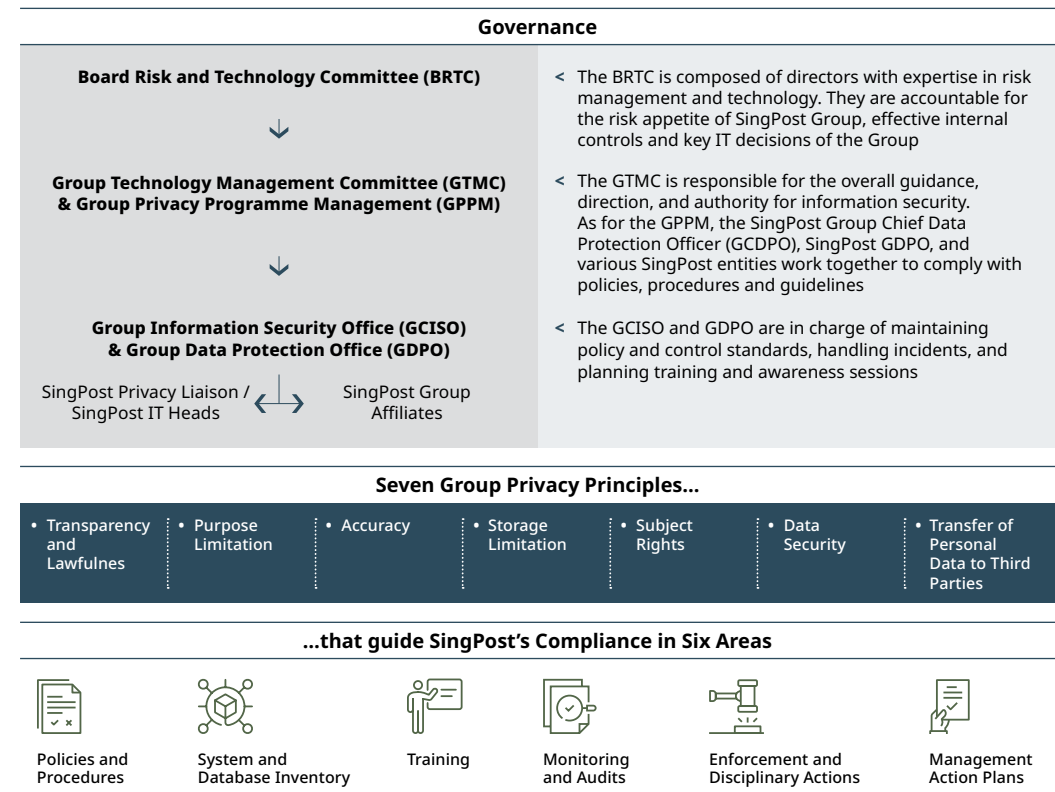 Governance
Board Risk and Technology Committee (BRTC)
< The BRTC is composed of directors with expertise in risk
management and technology. They are accountable for
the risk appetite of SingPost Group, effective internal
controls and key IT decisions of the Group
Group Technology Management Committee (GTMC)
& Group Privacy Programme Management (GPPM)
< The GTMC is responsible for the overall guidance,
direction, and authority for information security.
As for the GPPM, the SingPost Group Chief Data
Protection Officer (GCDPO), SingPost GDPO, and
various SingPost entities work together to comply with
policies, procedures and guidelines
Group Information Security Office (GCISO)
& Group Data Protection Office (GDPO)
< The GCISO and GDPO are in charge of maintaining
policy and control standards, handling incidents, and
planning training and awareness sessions
SingPost Privacy Liaison /
SingPost IT Heads
SingPost Group
Affiliates
Seven Group Privacy Principles...
• Transparency
and
Lawfulnes
• Purpose
Limitation
• Accuracy
• Storage
Limitation
• Subject
Rights
• Data
Security
• Transfer of
Personal
Data to Third
Parties
...that guide SingPost’s Compliance in Six Areas
Policies and
Procedures
System and
Database Inventory
Training
Monitoring
and Audits
Enforcement and
Disciplinary Actions
Management
Action Plans